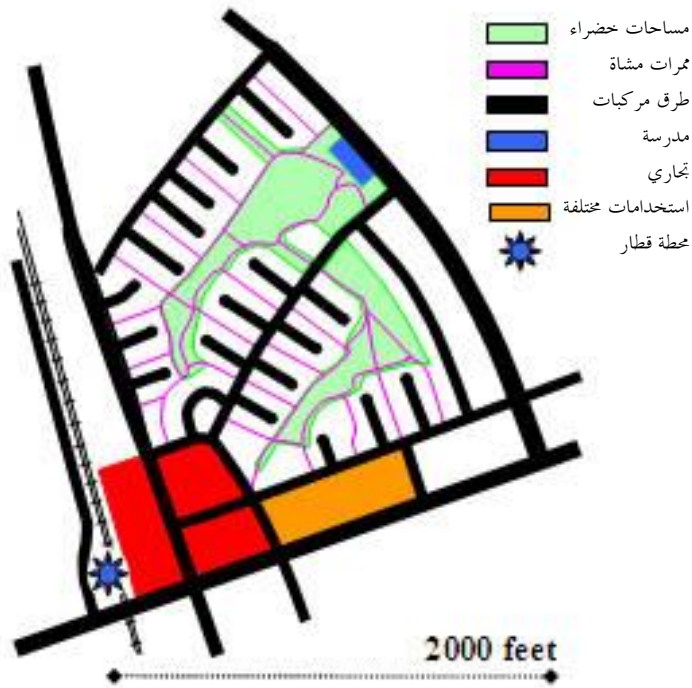 مساحات خضراء
ممرات مشاة
طرق مركبات
مدرسة
تجاري
استخدامات مختلفة
محطة قطار
2000 feet